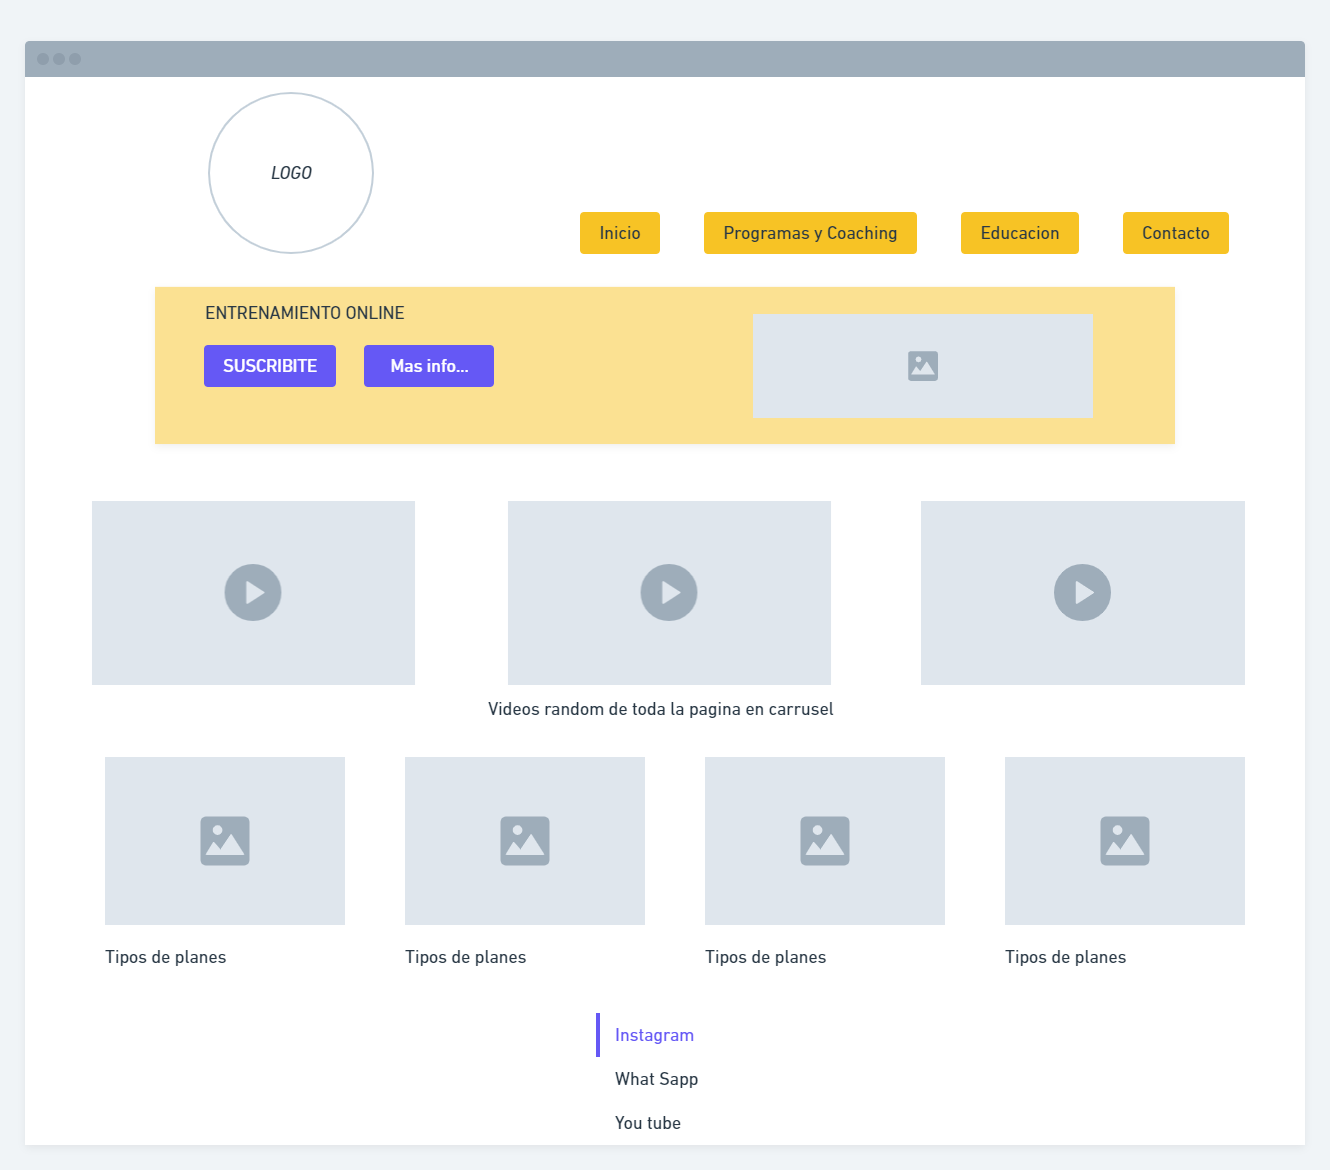 LOGO
Inicio
Programas y Coaching
Educacion
Contacto
ENTRENAMIENTO ONLINE
SUSCRIBITE
Mas info...
Videos random de toda la pagina en carrusel
Tipos de planes
Tipos de planes
Tipos de planes
Tipos de planes
Instagram
What Sapp
You tube